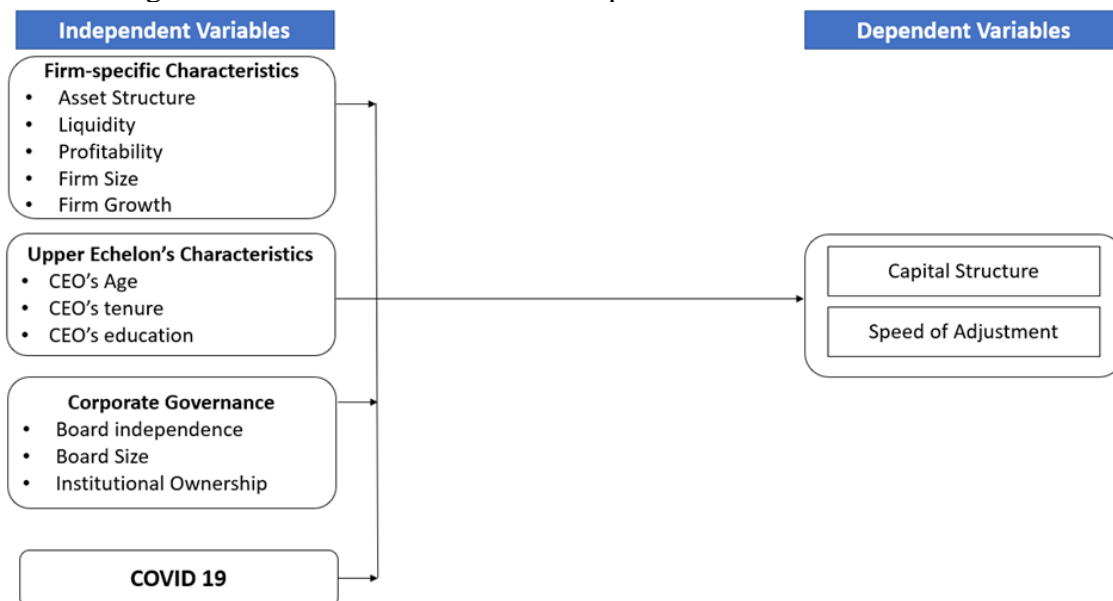 Independent Variables
Dependent Variables
Firm-specific Characteristics
• Asset Structure
• Liquidity
• Profitability
• Firm Size
• Firm Growth
Upper Echelon's Characteristics
• CEO's Age
• CEO's tenure
• CEO's education
Capital Structure
Speed of Adjustment
Corporate Governance
• Board independence
• Board Size
• Institutional Ownership
COVID 19